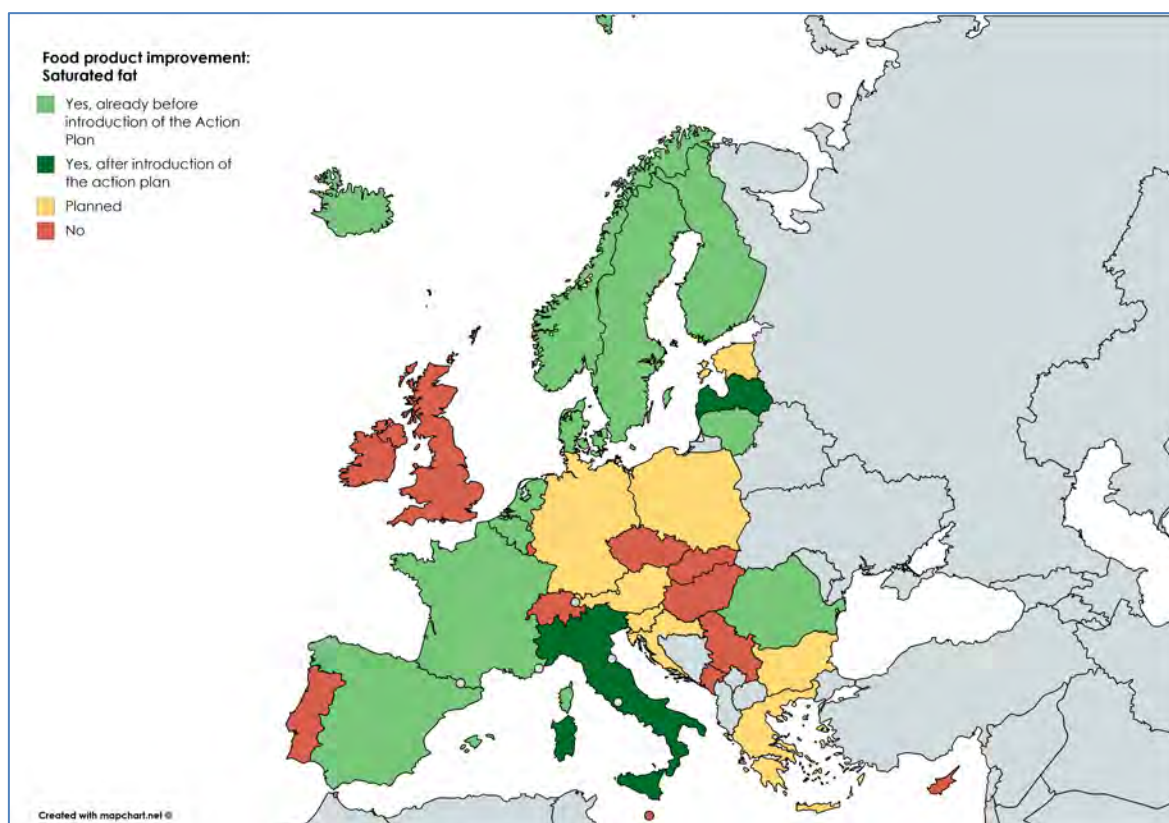 Food product improvement:
Saturated fat
Yes, already before
introduction of the Action
Plan
Yes, after introduction of
the action plan
Planned
No
Created with mapchart.net ©